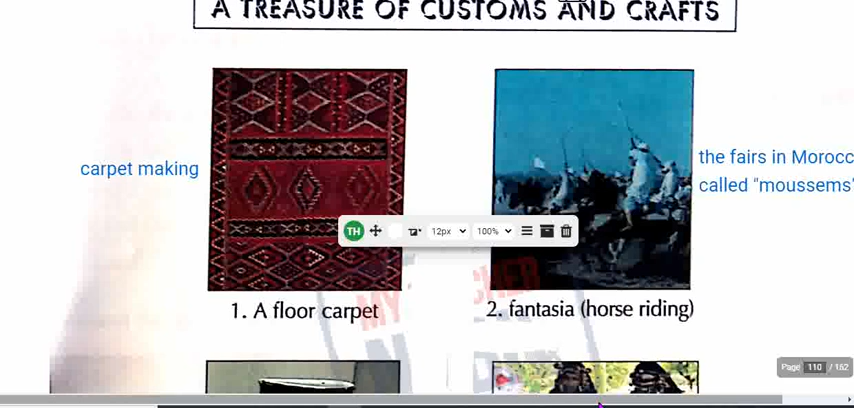 A TREASURE OF CUSTOMS AND CRAFTS
carpet making
the fairs in Morocc
called "moussems"
TH
12px
100%
1. A floor carpet
2. fantasia (horse riding)
Page 110 / 162